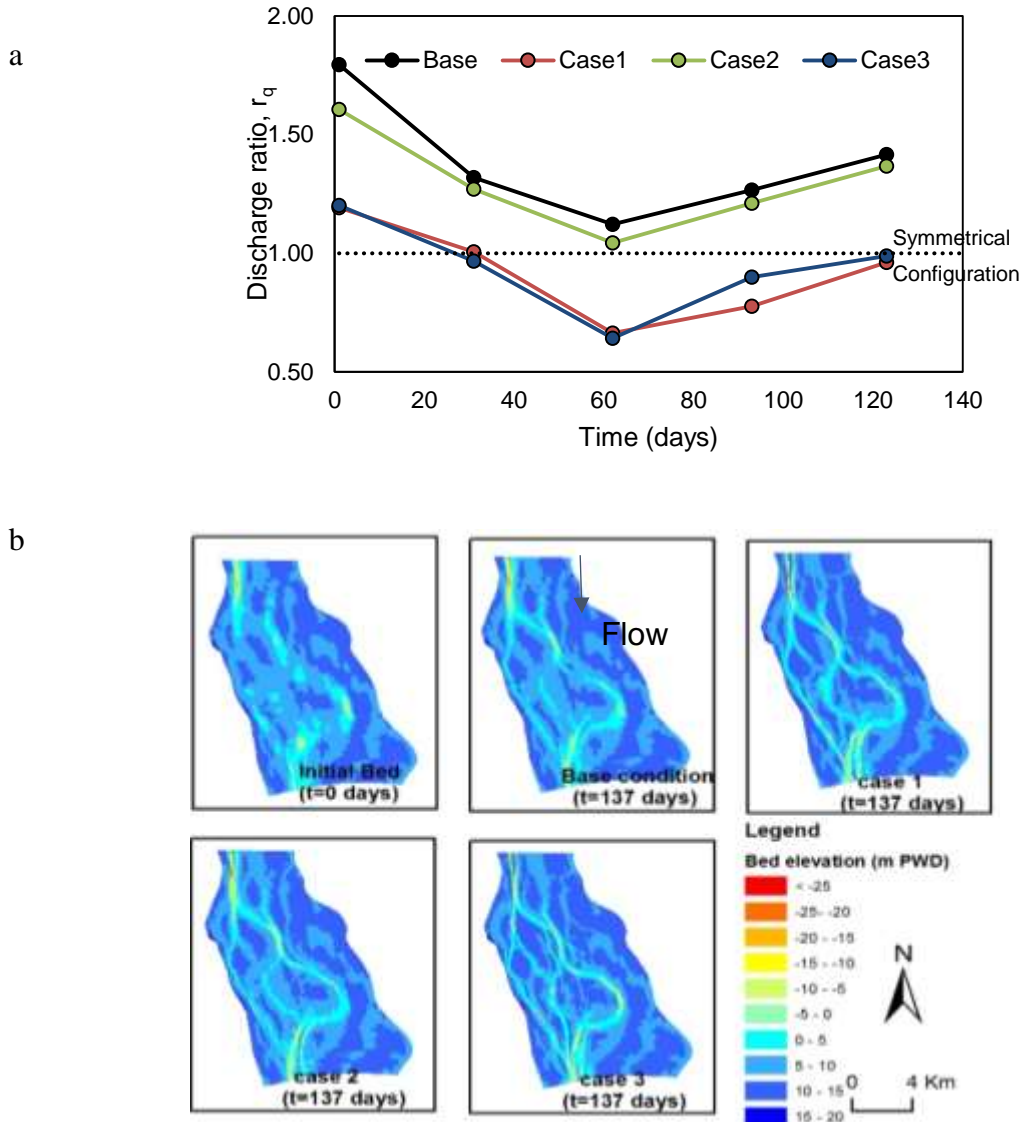 a
2.00
Base Case1 Case2 Case3
1.50
1.00
0.50
Discharge ratio, r_q
Symmetrical
Configuration
0 20 40 60 80 100 120 140
Time (days)
b
Initial Bed
(t=0 days)
Flow
Base condition
(t=137 days)
case 1
(t=137 days)
case 2
(t=137 days)
case 3
(t=137 days)
Legend
Bed elevation (m PWD)
< -25
-25- -20
-20 - -15
-15 - -10
-10 - -5
-5 - 0
0 - 5
5 - 10
10 - 15
15 - 20
N
0 4 Km